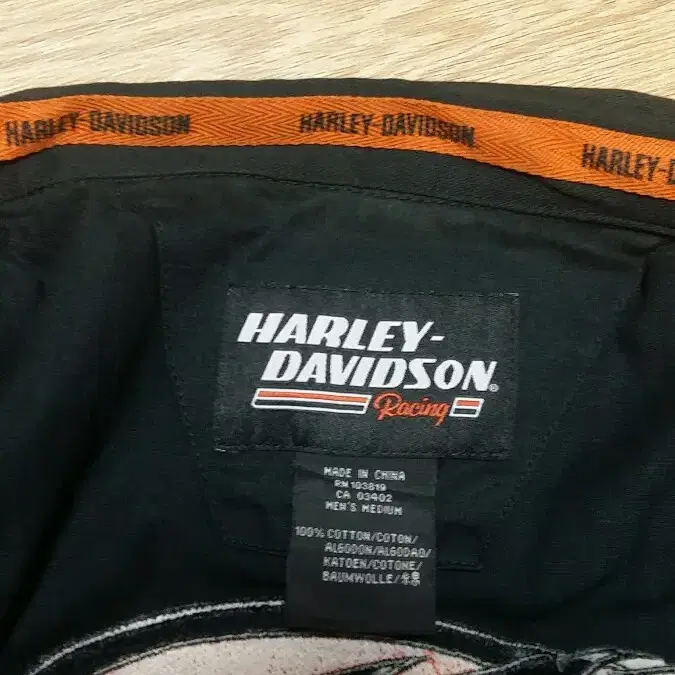 HARLEY-DAVIDSON
HARLEY-DAVIDSON
HARLEY-D
HARLEY-
DAVIDSON®
Racing
MADE IN CHINA
RN 103819
CA 03402
MEN'S MEDIUM
100% COTTON/COTON/
ALGODON/ALGODAO/
KATOEN/COTONE/
BAUMWOLLE/棉